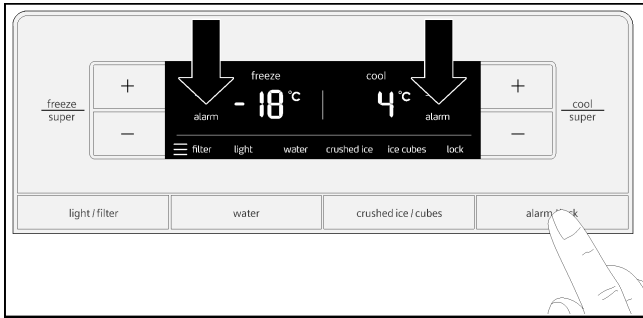 freeze
super
+
−
freeze
-18 °C
alarm
cool
4 °C
alarm
filter light water crushed ice ice cubes lock
+
−
cool
super
light / filter
water
crushed ice / cubes
alarm